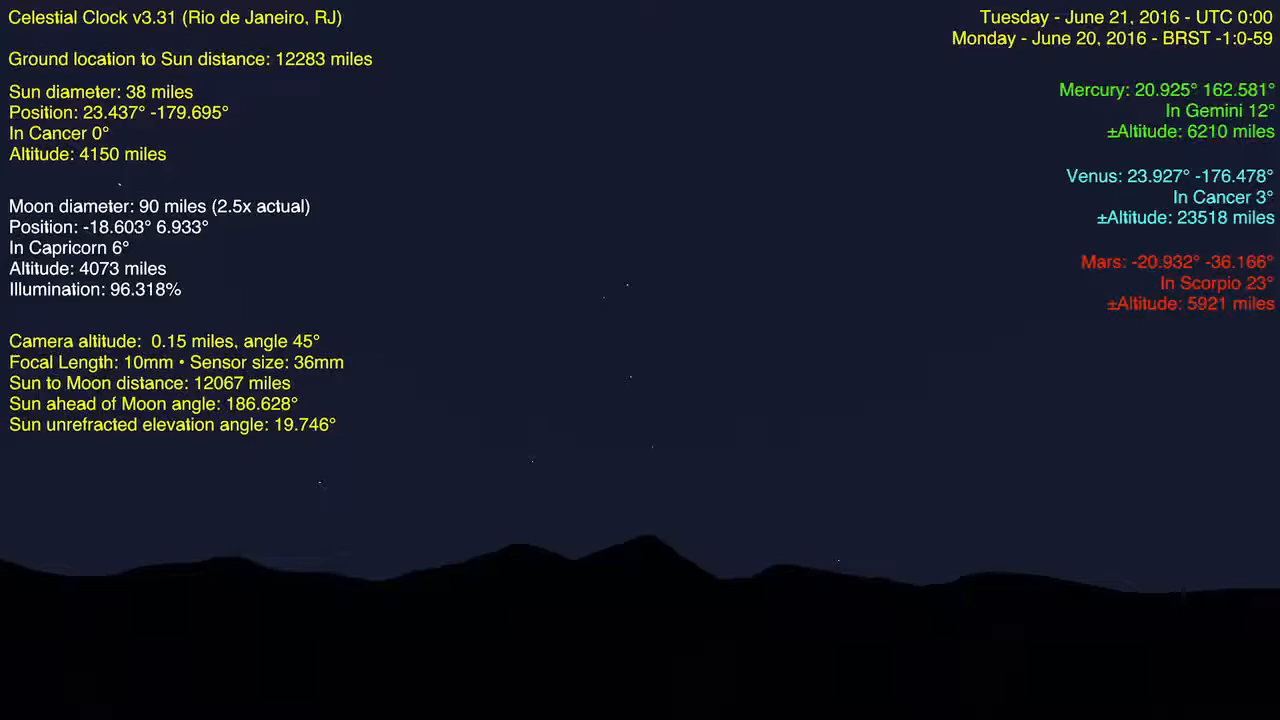 Celestial Clock v3.31 (Rio de Janeiro, RJ)
Ground location to Sun distance: 12283 miles
Sun diameter: 38 miles
Position: 23.437° -179.695°
In Cancer 0°
Altitude: 4150 miles
Moon diameter: 90 miles (2.5x actual)
Position: -18.603° 6.933°
In Capricorn 6°
Altitude: 4073 miles
Illumination: 96.318%
Camera altitude:  0.15 miles, angle 45°
Focal Length: 10mm • Sensor size: 36mm
Sun to Moon distance: 12067 miles
Sun ahead of Moon angle: 186.628°
Sun unrefracted elevation angle: 19.746°
Tuesday - June 21, 2016 - UTC 0:00
Monday - June 20, 2016 - BRST -1:0-59
Mercury: 20.925° 162.581°
In Gemini 12°
±Altitude: 6210 miles
Venus: 23.927° -176.478°
In Cancer 3°
±Altitude: 23518 miles
Mars: -20.932° -36.166°
In Scorpio 23°
±Altitude: 5921 miles